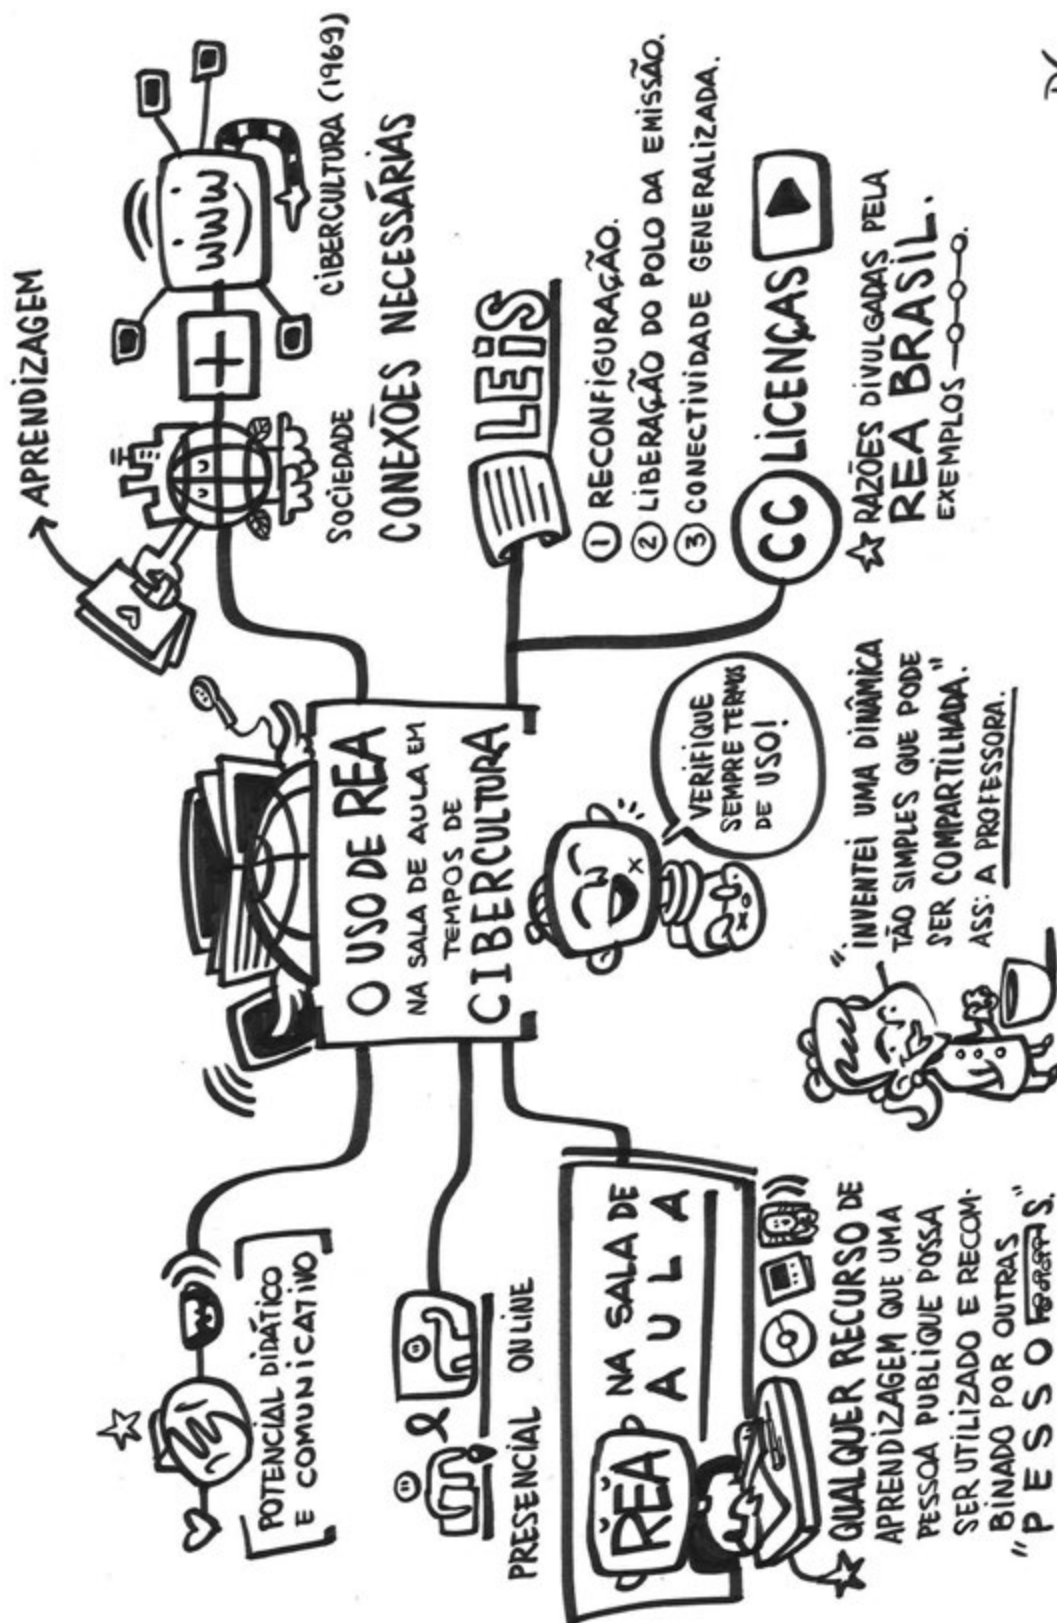 O USO DE REA
NA SALA DE AULA EM
TEMPOS DE
CIBERCULTURA
POTENCIAL DIDÁTICO
E COMUNICATIVO
&
PRESENCIAL ONLINE
REA NA SALA DE
AULA
QUALQUER RECURSO DE
APRENDIZAGEM QUE UMA
PESSOA PUBLIQUE POSSA
SER UTILIZADO E RECOM-
BINADO POR OUTRAS
"PESSOAS."
VERIFIQUE
SEMPRE TERMOS
DE USO!
"INVENTEI UMA DINÂMICA
TÃO SIMPLES QUE PODE
SER COMPARTILHADA."
ASS: A PROFESSORA.
APRENDIZAGEM
+
WWW
SOCIEDADE
CIBERCULTURA (1969)
CONEXÕES NECESSÁRIAS
LEIS
1 RECONFIGURAÇÃO.
2 LIBERAÇÃO DO POLO DA EMISSÃO.
3 CONECTIVIDADE GENERALIZADA.
CC LICENÇAS
RAZÕES DIVULGADAS PELA
REA BRASIL.
EXEMPLOS